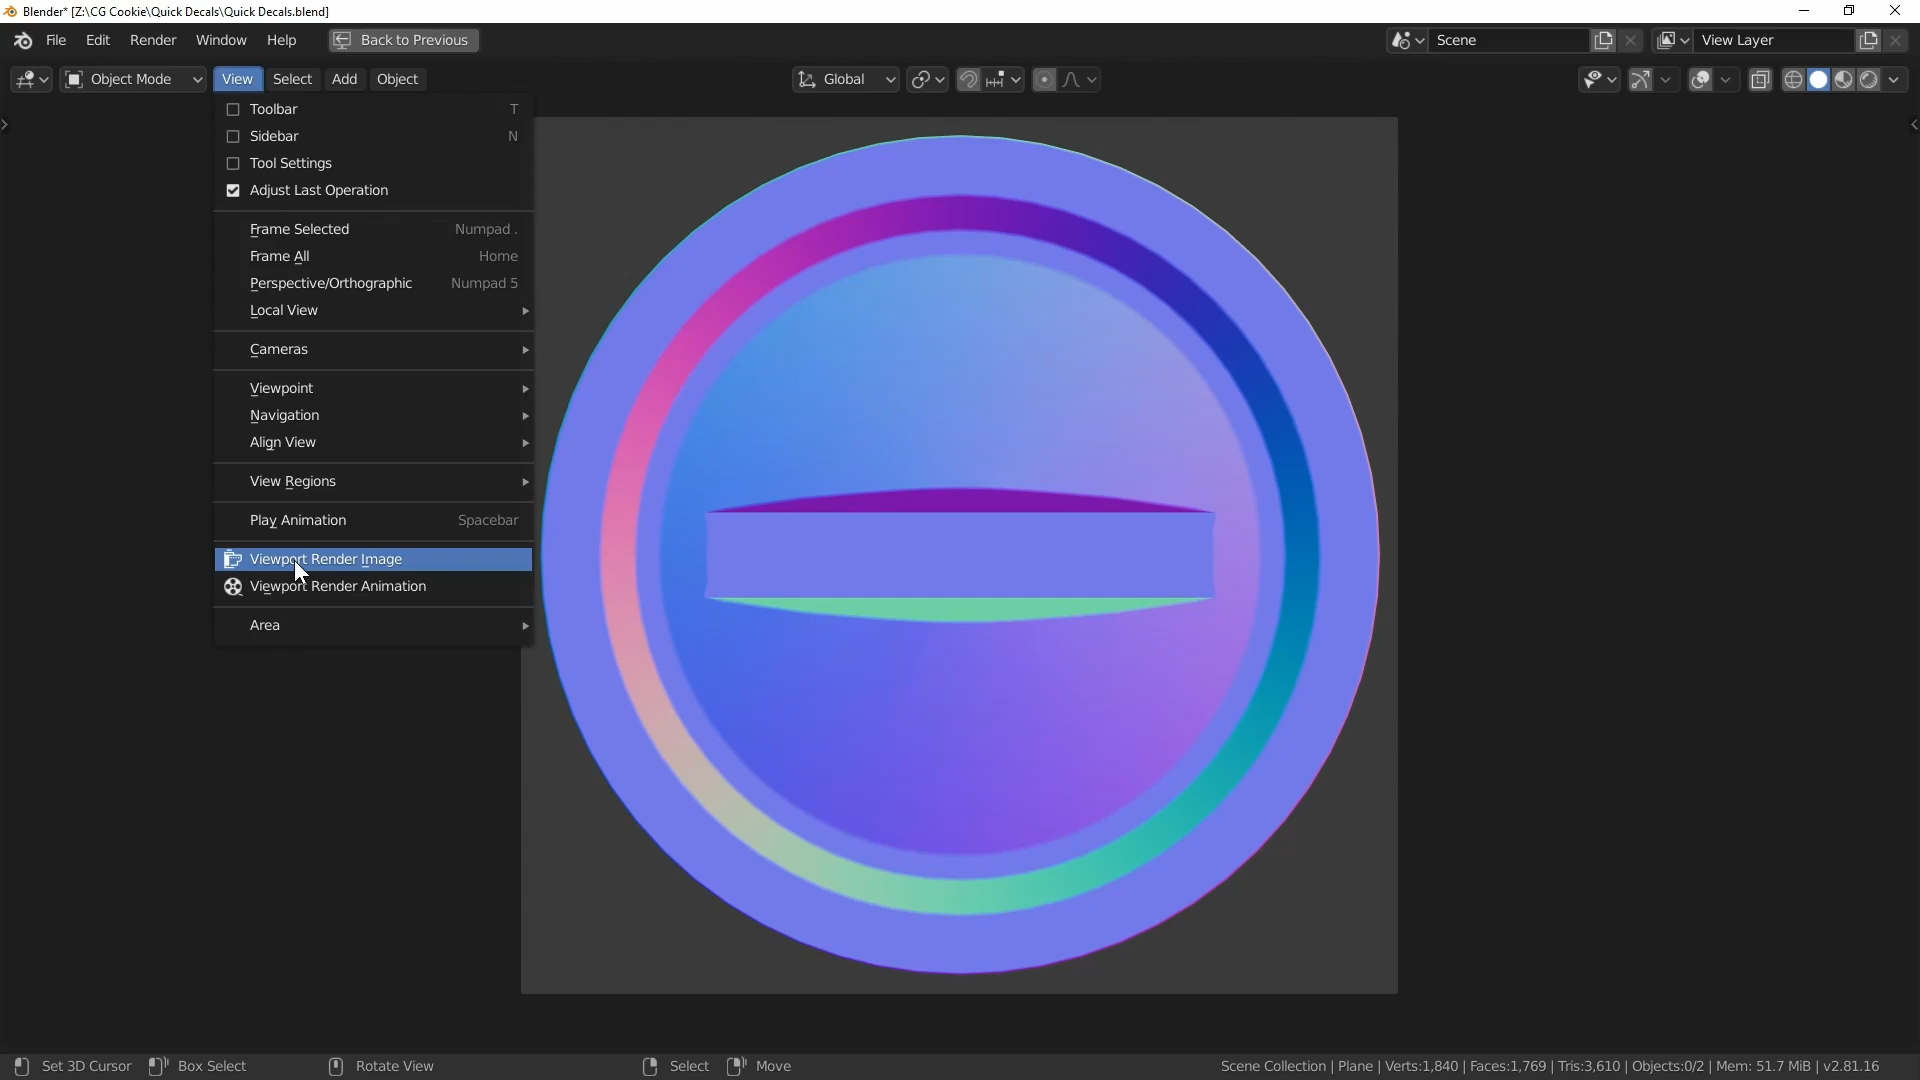 Blender* [Z:\CG Cookie\Quick Decals\Quick Decals.blend]
File Edit Render Window Help Back to Previous Scene View Layer
Object Mode View Select Add Object Global
Toolbar T
Sidebar N
Tool Settings
Adjust Last Operation
Frame Selected Numpad .
Frame All Home
Perspective/Orthographic Numpad 5
Local View
Cameras
Viewpoint
Navigation
Align View
View Regions
Play Animation Spacebar
Viewport Render Image
Viewport Render Animation
Area
Set 3D Cursor Box Select Rotate View Select Move Scene Collection | Plane | Verts:1,840 | Faces:1,769 | Tris:3,610 | Objects:0/2 | Mem: 51.7 MiB | v2.81.16